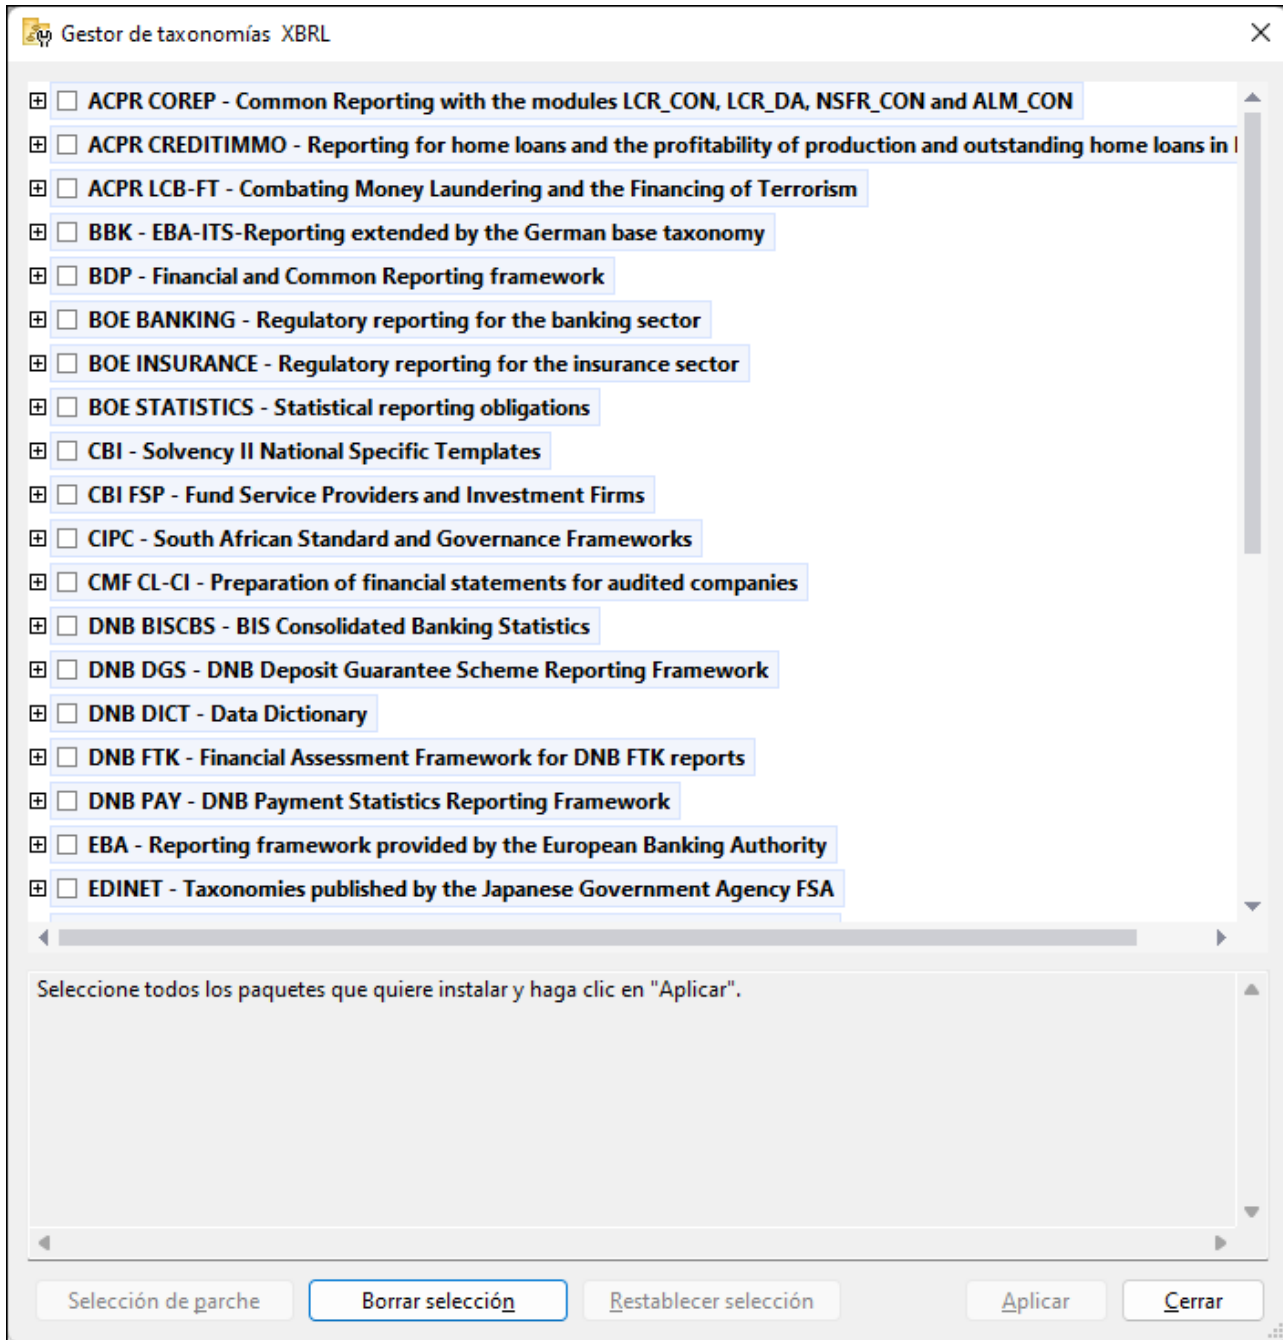 Gestor de taxonomías XBRL
ACPR COREP - Common Reporting with the modules LCR_CON, LCR_DA, NSFR_CON and ALM_CON
ACPR CREDITIMMO - Reporting for home loans and the profitability of production and outstanding home loans in
ACPR LCB-FT - Combating Money Laundering and the Financing of Terrorism
BBK - EBA-ITS-Reporting extended by the German base taxonomy
BDP - Financial and Common Reporting framework
BOE BANKING - Regulatory reporting for the banking sector
BOE INSURANCE - Regulatory reporting for the insurance sector
BOE STATISTICS - Statistical reporting obligations
CBI - Solvency II National Specific Templates
CBI FSP - Fund Service Providers and Investment Firms
CIPC - South African Standard and Governance Frameworks
CMF CL-CI - Preparation of financial statements for audited companies
DNB BISCBS - BIS Consolidated Banking Statistics
DNB DGS - DNB Deposit Guarantee Scheme Reporting Framework
DNB DICT - Data Dictionary
DNB FTK - Financial Assessment Framework for DNB FTK reports
DNB PAY - DNB Payment Statistics Reporting Framework
EBA - Reporting framework provided by the European Banking Authority
EDINET - Taxonomies published by the Japanese Government Agency FSA
Seleccione todos los paquetes que quiere instalar y haga clic en "Aplicar".
Selección de parche Borrar selección Restablecer selección Aplicar Cerrar